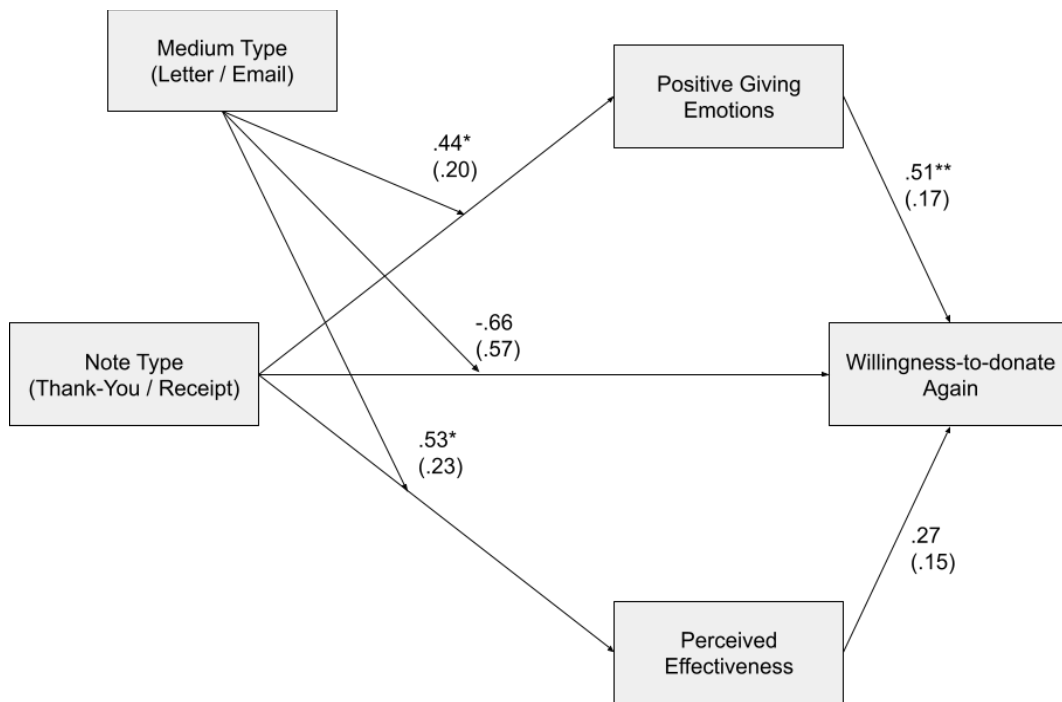 Medium Type
(Letter / Email)
Positive Giving
Emotions
.44*
(.20)
.51**
(.17)
Note Type
(Thank-You / Receipt)
-.66
(.57)
Willingness-to-donate
Again
.53*
(.23)
.27
(.15)
Perceived
Effectiveness